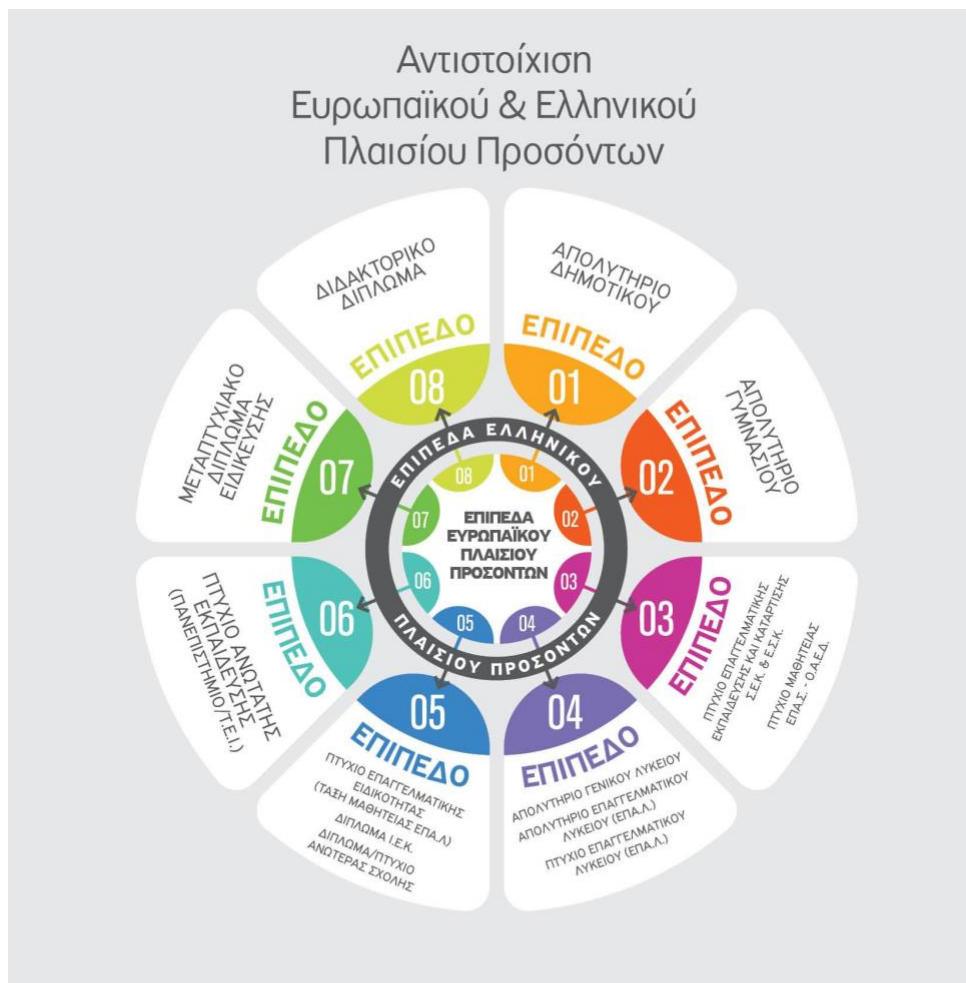 Αντιστοίχιση
Ευρωπαϊκού & Ελληνικού
Πλαισίου Προσόντων
ΑΠΟΛΥΤΗΡΙΟ
ΔΗΜΟΤΙΚΟΥ
ΕΠΙΠΕΔΟ
01
ΑΠΟΛΥΤΗΡΙΟ
ΓΥΜΝΑΣΙΟΥ
ΕΠΙΠΕΔΟ
02
ΕΠΙΠΕΔΟ
03
ΠΤΥΧΙΟ ΕΠΑΓΓΕΛΜΑΤΙΚΗΣ
ΕΚΠΑΙΔΕΥΣΗΣ ΚΑΙ ΚΑΤΑΡΤΙΣΗΣ
Σ.Ε.Κ. & Ε.Σ.Κ.
ΠΤΥΧΙΟ ΜΑΘΗΤΕΙΑΣ
ΕΠΑ.Σ. - Ο.Α.Ε.Δ.
04
ΕΠΙΠΕΔΟ
ΑΠΟΛΥΤΗΡΙΟ ΓΕΝΙΚΟΥ ΛΥΚΕΙΟΥ
ΑΠΟΛΥΤΗΡΙΟ ΕΠΑΓΓΕΛΜΑΤΙΚΟΥ
ΛΥΚΕΙΟΥ (ΕΠΑ.Λ.)
ΠΤΥΧΙΟ ΕΠΑΓΓΕΛΜΑΤΙΚΟΥ
ΛΥΚΕΙΟΥ (ΕΠΑ.Λ.)
05
ΕΠΙΠΕΔΟ
ΠΤΥΧΙΟ ΕΠΑΓΓΕΛΜΑΤΙΚΗΣ
ΕΙΔΙΚΟΤΗΤΑΣ
(ΤΑΞΗ ΜΑΘΗΤΕΙΑΣ ΕΠΑ.Λ)
ΔΙΠΛΩΜΑ Ι.Ε.Κ.
ΔΙΠΛΩΜΑ/ΠΤΥΧΙΟ
ΑΝΩΤΕΡΑΣ ΣΧΟΛΗΣ
06
ΕΠΙΠΕΔΟ
ΠΤΥΧΙΟ ΑΝΩΤΑΤΗΣ
ΕΚΠΑΙΔΕΥΣΗΣ
(ΠΑΝΕΠΙΣΤΗΜΙΟ/Τ.Ε.Ι.)
ΜΕΤΑΠΤΥΧΙΑΚΟ
ΔΙΠΛΩΜΑ
ΕΙΔΙΚΕΥΣΗΣ
ΕΠΙΠΕΔΟ
07
ΔΙΔΑΚΤΟΡΙΚΟ
ΔΙΠΛΩΜΑ
ΕΠΙΠΕΔΟ
08
ΕΠΙΠΕΔΑ ΕΛΛΗΝΙΚΟΥ
ΠΛΑΙΣΙΟΥ ΠΡΟΣΟΝΤΩΝ
01
02
03
04
05
06
07
08
ΕΠΙΠΕΔΑ
ΕΥΡΩΠΑΪΚΟΥ
ΠΛΑΙΣΙΟΥ
ΠΡΟΣΟΝΤΩΝ